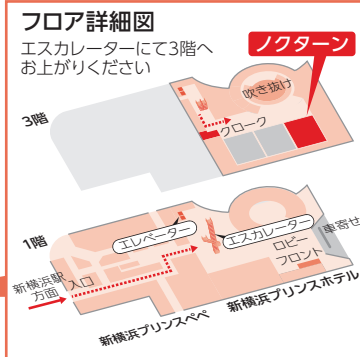 フロア詳細図
エスカレーターにて3階へ
お上がりください
ノクターン
吹き抜け
3階
クローク
1階
エレベーター
エスカレーター
車寄せ
ロビー
フロント
新横浜駅
方面
入口
新横浜プリンスペペ
新横浜プリンスホテル